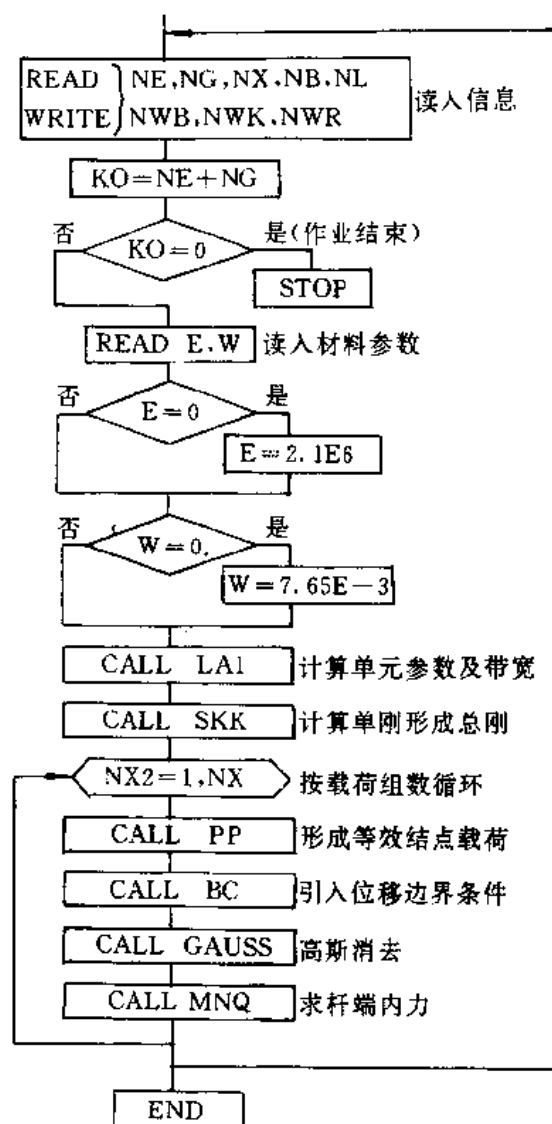 READ NE,NG,NX,NB,NL
WRITE NWB,NWK,NWR
读入信息
KO=NE+NG
否
KO=0
是(作业结束)
STOP
READ E.W
读入材料参数
否
E=0
是
E=2.1E6
否
W=0.
是
W=7.65E-3
CALL LA1
计算单元参数及带宽
CALL SKK
计算单刚形成总刚
NX2=1,NX
按载荷组数循环
CALL PP
形成等效结点载荷
CALL BC
引入位移边界条件
CALL GAUSS
高斯消去
CALL MNQ
求杆端内力
END